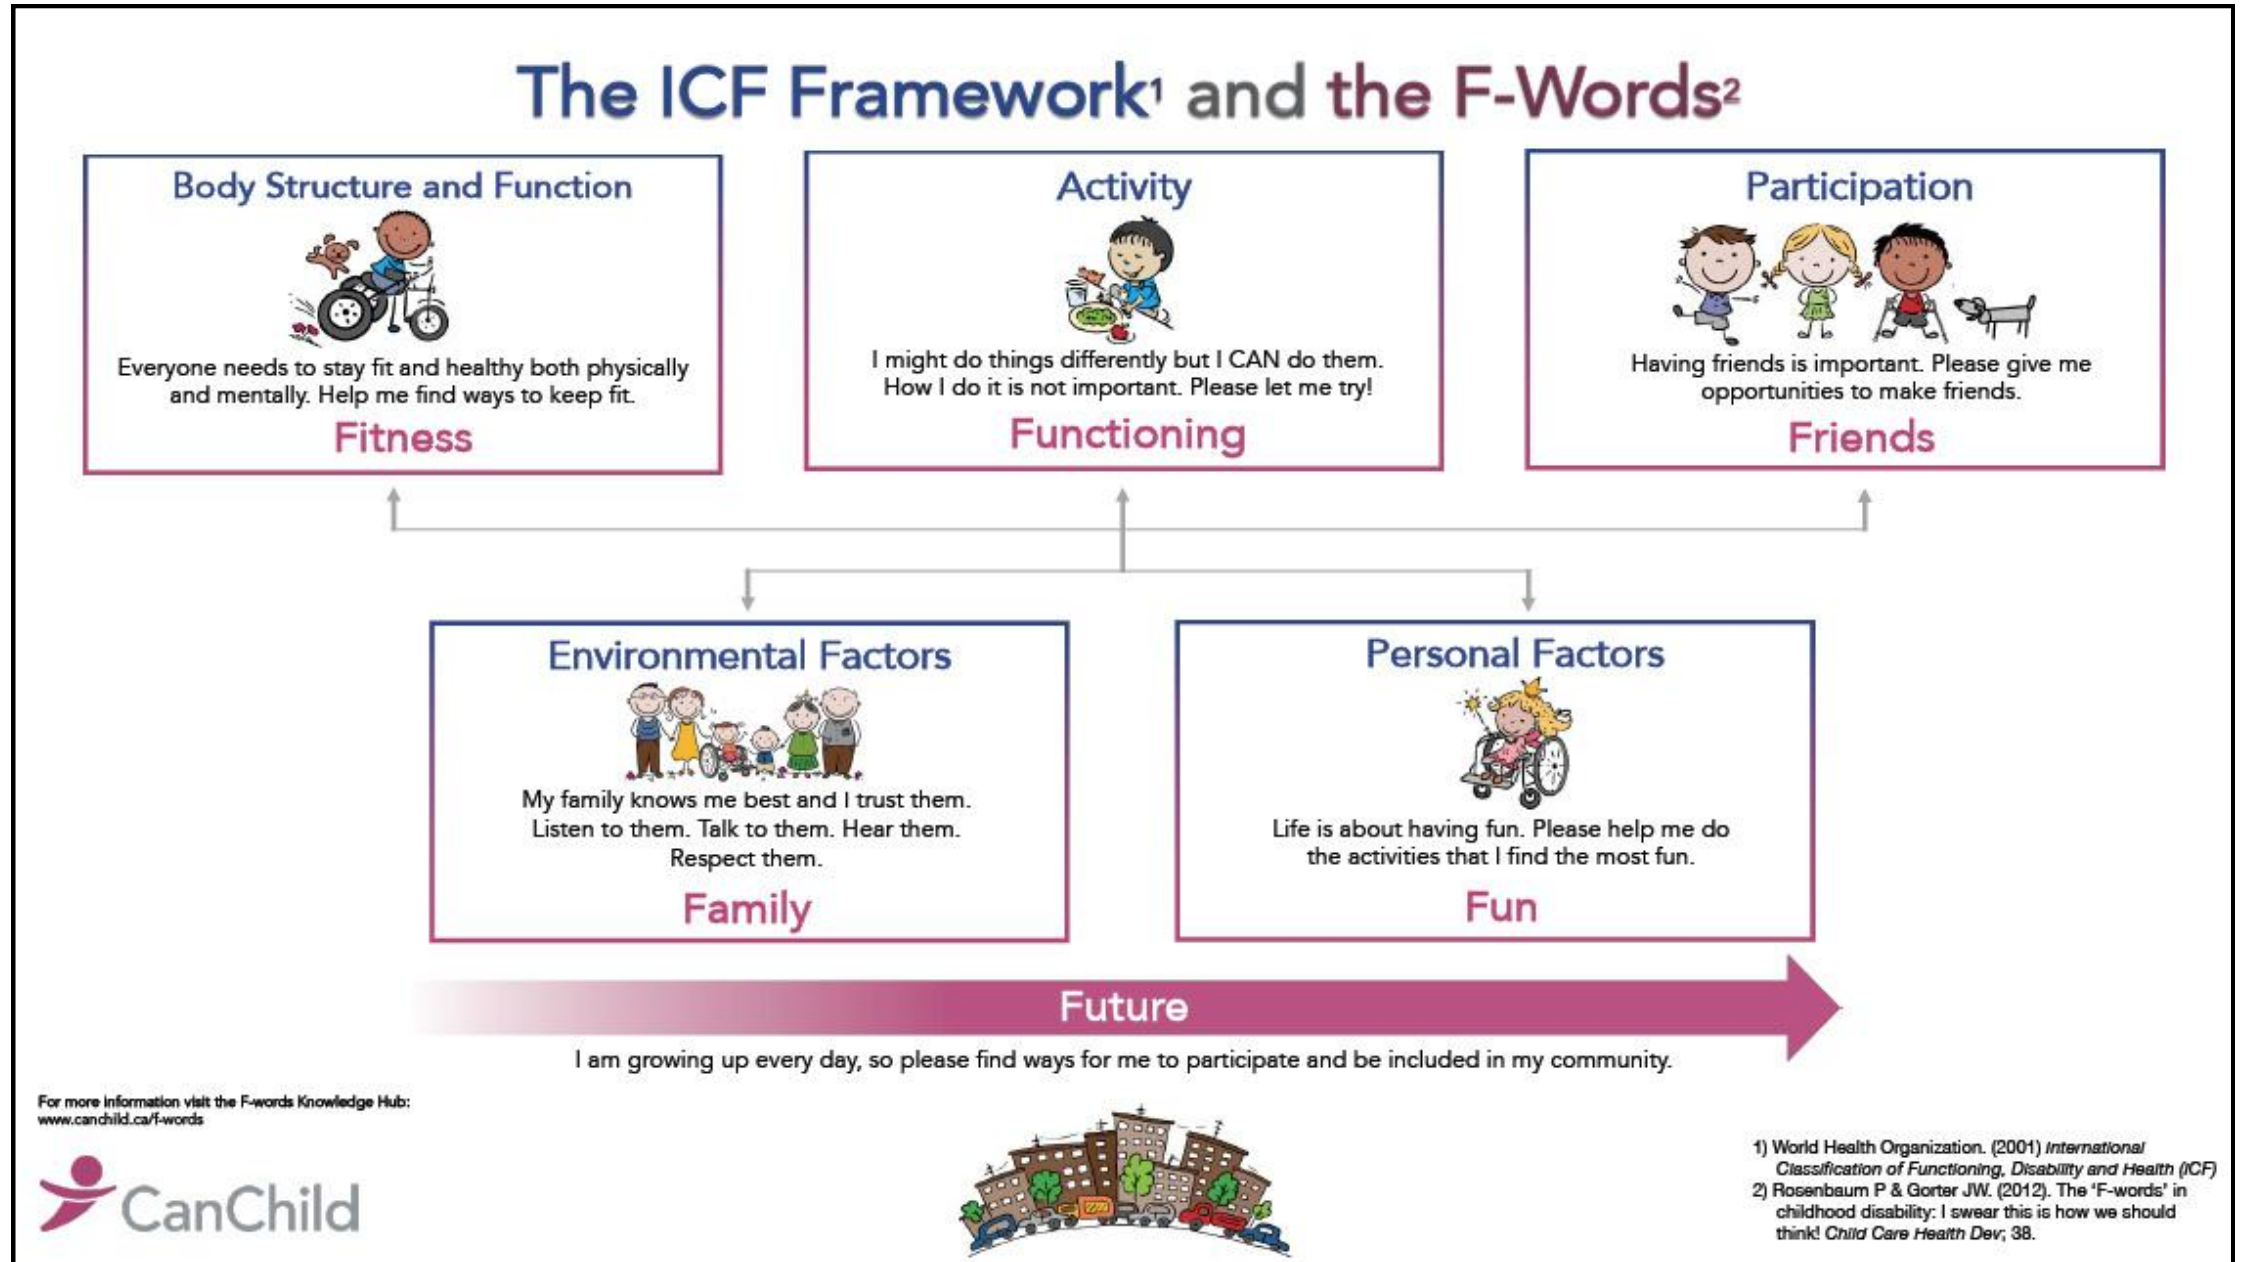 The ICF Framework¹ and the F-Words²
Body Structure and Function
Everyone needs to stay fit and healthy both physically
and mentally. Help me find ways to keep fit.
Fitness
Activity
I might do things differently but I CAN do them.
How I do it is not important. Please let me try!
Functioning
Participation
Having friends is important. Please give me
opportunities to make friends.
Friends
Environmental Factors
My family knows me best and I trust them.
Listen to them. Talk to them. Hear them.
Respect them.
Family
Personal Factors
Life is about having fun. Please help me do
the activities that I find the most fun.
Fun
Future
I am growing up every day, so please find ways for me to participate and be included in my community.
For more information visit the F-words Knowledge Hub:
www.canchild.ca/f-words
CanChild
1) World Health Organization. (2001) International
Classification of Functioning, Disability and Health (ICF)
2) Rosenbaum P & Gorter JW. (2012). The 'F-words' in
childhood disability: I swear this is how we should
think! Child Care Health Dev; 38.